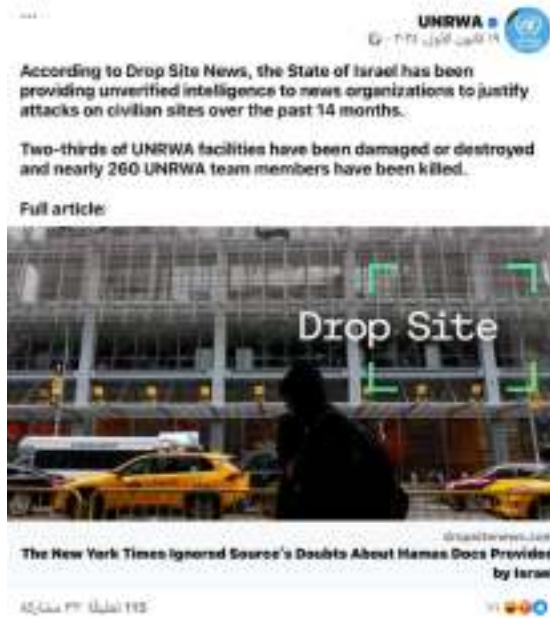 UNRWA
According to Drop Site News, the State of Israel has been
providing unverified intelligence to news organizations to justify
attacks on civilian sites over the past 14 months.
Two-thirds of UNRWA facilities have been damaged or destroyed
and nearly 260 UNRWA team members have been killed.
Full article:
Drop Site
The New York Times Ignored Source's Doubts About Hamas Docs Provided
by Israel